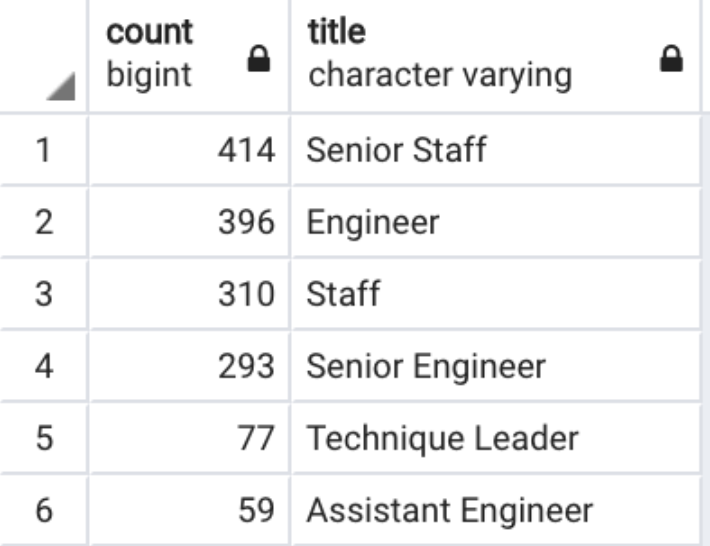 count title
bigint character varying
1 414 Senior Staff
2 396 Engineer
3 310 Staff
4 293 Senior Engineer
5 77 Technique Leader
6 59 Assistant Engineer